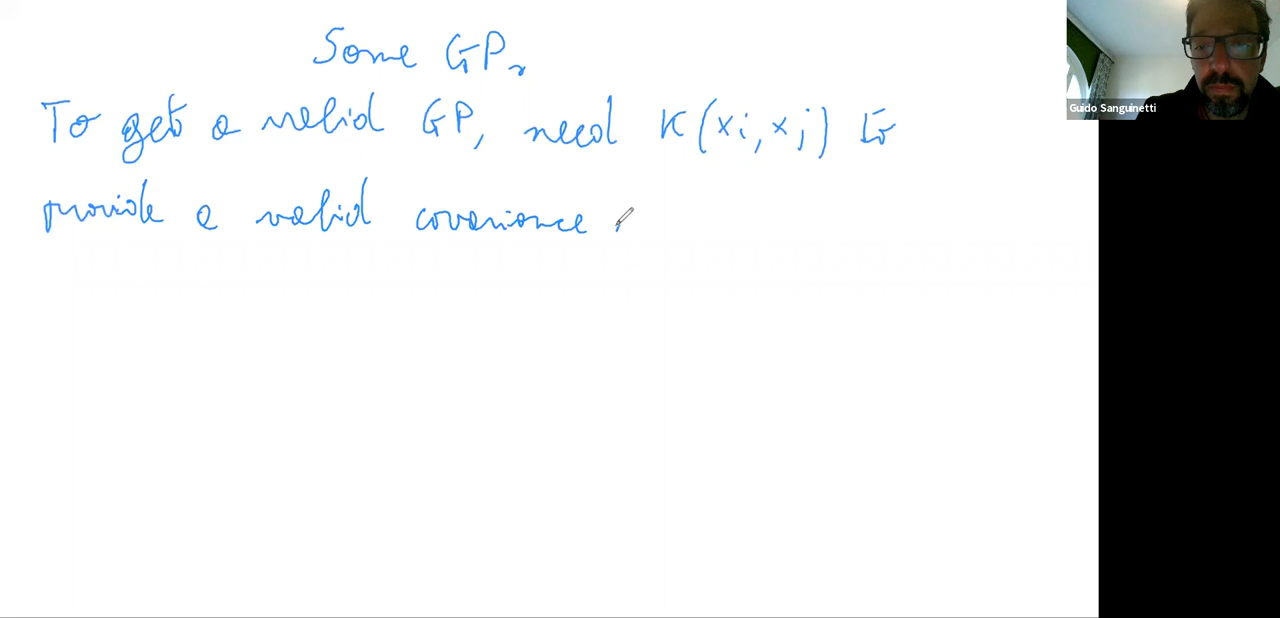 Some GPs
To get a valid GP, need K(xi, xj) to
provide a valid covariance
Guido Sanguinetti